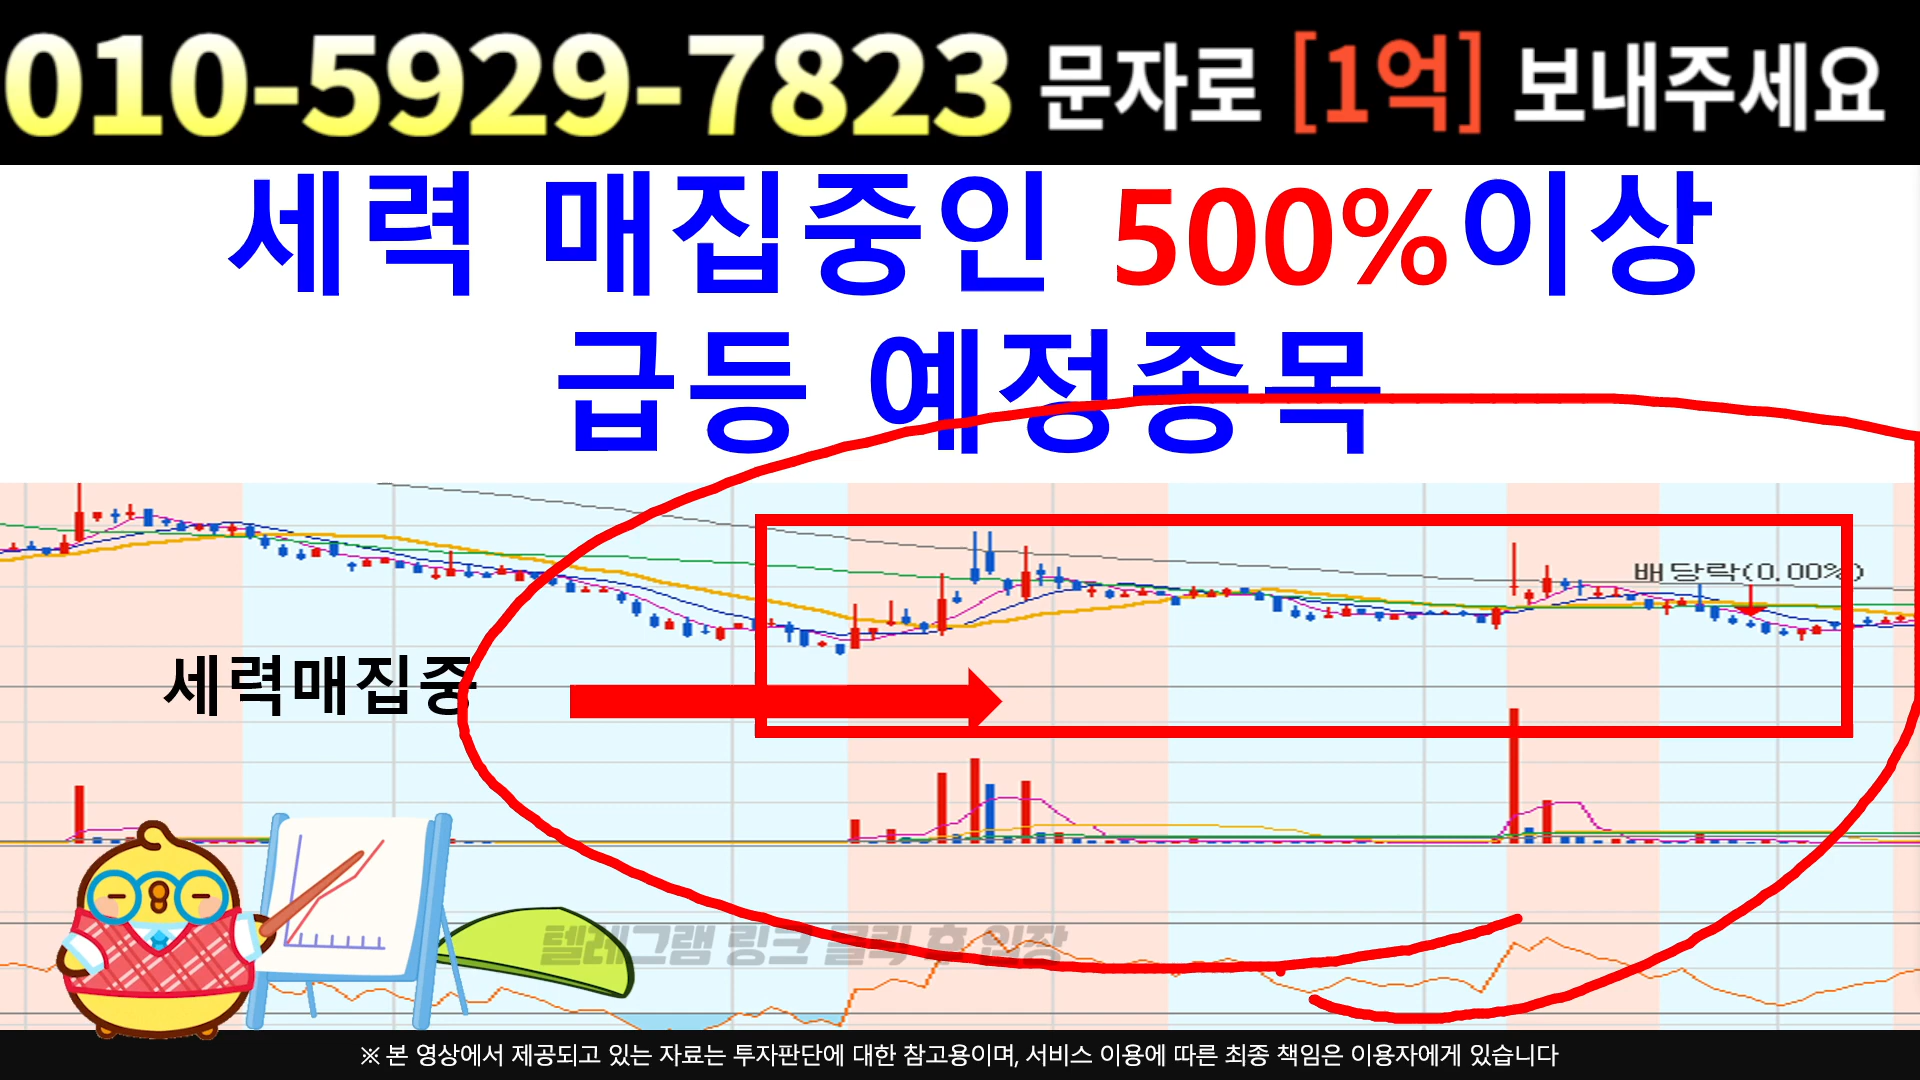 010-5929-7823 문자로 [1억] 보내주세요
세력 매집중인 500%이상
급등 예정종목
배당락(0.00%)
세력매집중
텔레그램 링크 클릭 후 입장
※ 본 영상에서 제공되고 있는 자료는 투자판단에 대한 참고용이며, 서비스 이용에 따른 최종 책임은 이용자에게 있습니다